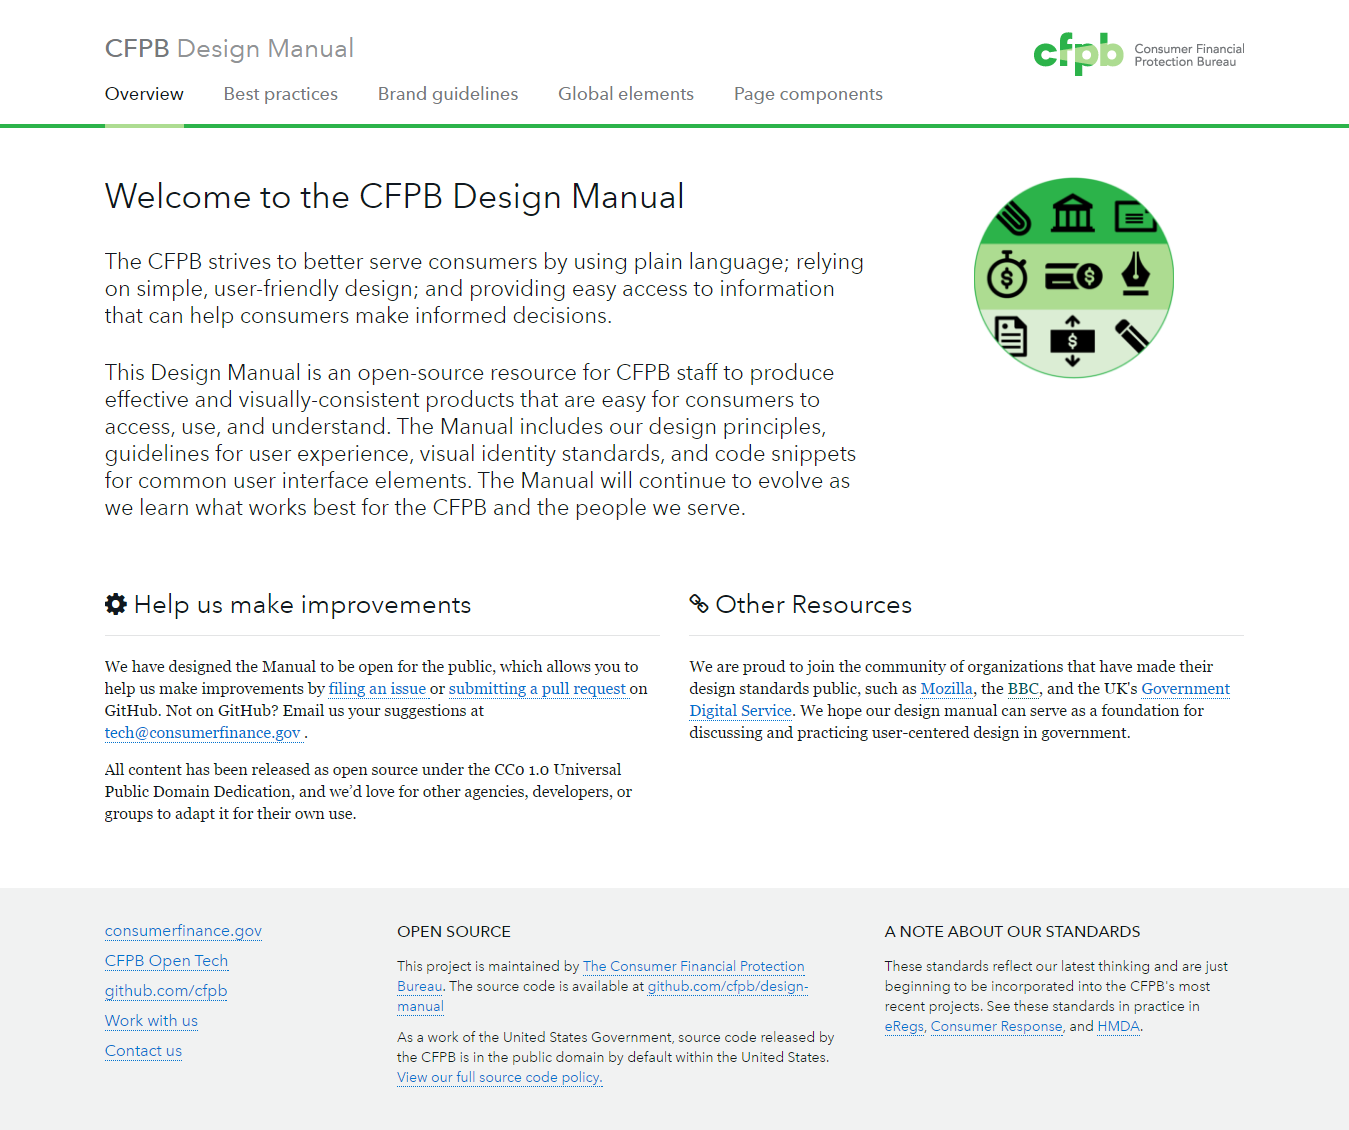 CFPB Design Manual
cfpb Consumer Financial
Protection Bureau
Overview Best practices Brand guidelines Global elements Page components
Welcome to the CFPB Design Manual
The CFPB strives to better serve consumers by using plain language; relying
on simple, user-friendly design; and providing easy access to information
that can help consumers make informed decisions.
This Design Manual is an open-source resource for CFPB staff to produce
effective and visually-consistent products that are easy for consumers to
access, use, and understand. The Manual includes our design principles,
guidelines for user experience, visual identity standards, and code snippets
for common user interface elements. The Manual will continue to evolve as
we learn what works best for the CFPB and the people we serve.
Help us make improvements
We have designed the Manual to be open for the public, which allows you to
help us make improvements by filing an issue or submitting a pull request on
GitHub. Not on GitHub? Email us your suggestions at
tech@consumerfinance.gov .
All content has been released as open source under the CC0 1.0 Universal
Public Domain Dedication, and we’d love for other agencies, developers, or
groups to adapt it for their own use.
Other Resources
We are proud to join the community of organizations that have made their
design standards public, such as Mozilla, the BBC, and the UK's Government
Digital Service. We hope our design manual can serve as a foundation for
discussing and practicing user-centered design in government.
consumerfinance.gov
CFPB Open Tech
github.com/cfpb
Work with us
Contact us
OPEN SOURCE
This project is maintained by The Consumer Financial Protection
Bureau. The source code is available at github.com/cfpb/design-
manual
As a work of the United States Government, source code released by
the CFPB is in the public domain by default within the United States.
View our full source code policy.
A NOTE ABOUT OUR STANDARDS
These standards reflect our latest thinking and are just
beginning to be incorporated into the CFPB's most
recent projects. See these standards in practice in
eRegs, Consumer Response, and HMDA.